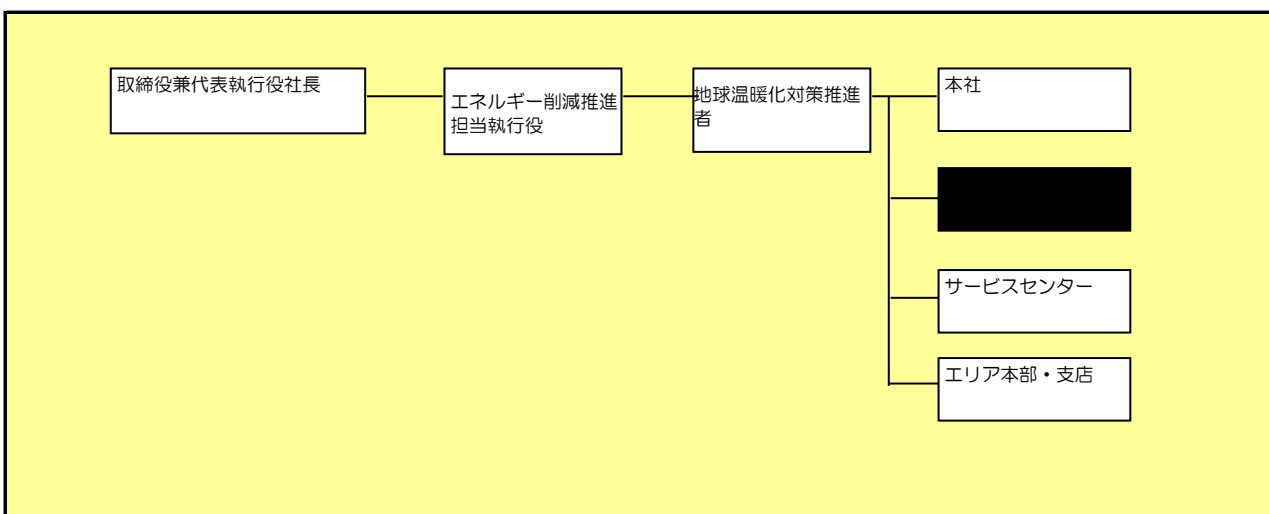 取締役兼代表執行役社長
エネルギー削減推進
担当執行役
地球温暖化対策推進
者
本社
サービスセンター
エリア本部・支店